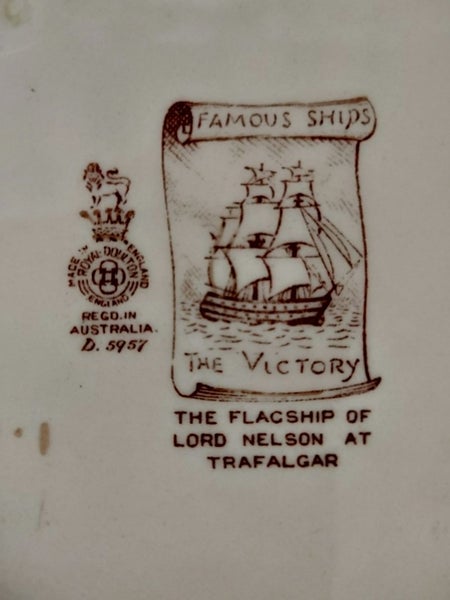 FAMOUS SHIPS
THE VICTORY
THE FLAGSHIP OF
LORD NELSON AT
TRAFALGAR
MADE IN ENGLAND
ROYAL DOULTON
ENGLAND
REGD. IN
AUSTRALIA.
D. 5957